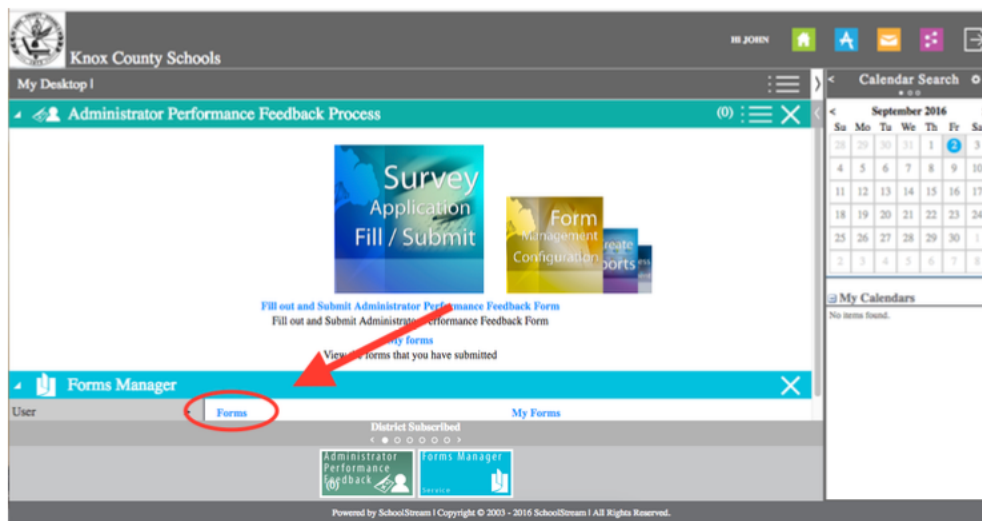 Knox County Schools
HI JOHN
My Desktop |
Calendar Search
Administrator Performance Feedback Process
(0)
< September 2016
Su Mo Tu We Th Fr Sa
28 29 30 31 1 2 3
4 5 6 7 8 9 10
11 12 13 14 15 16 17
18 19 20 21 22 23 24
25 26 27 28 29 30 1
2 3 4 5 6 7 8
Survey
Application
Fill / Submit
Form
Management
Configuration
Fill out and Submit Administrator Performance Feedback Form
Fill out and Submit Administrator Performance Feedback Form
My forms
View the forms that you have submitted
My Calendars
No items found.
Forms Manager
User
Forms
My Forms
District Subscribed
Administrator
Performance
Feedback
(0)
Forms Manager
Service
Powered by SchoolStream | Copyright © 2003 - 2016 SchoolStream | All Rights Reserved.